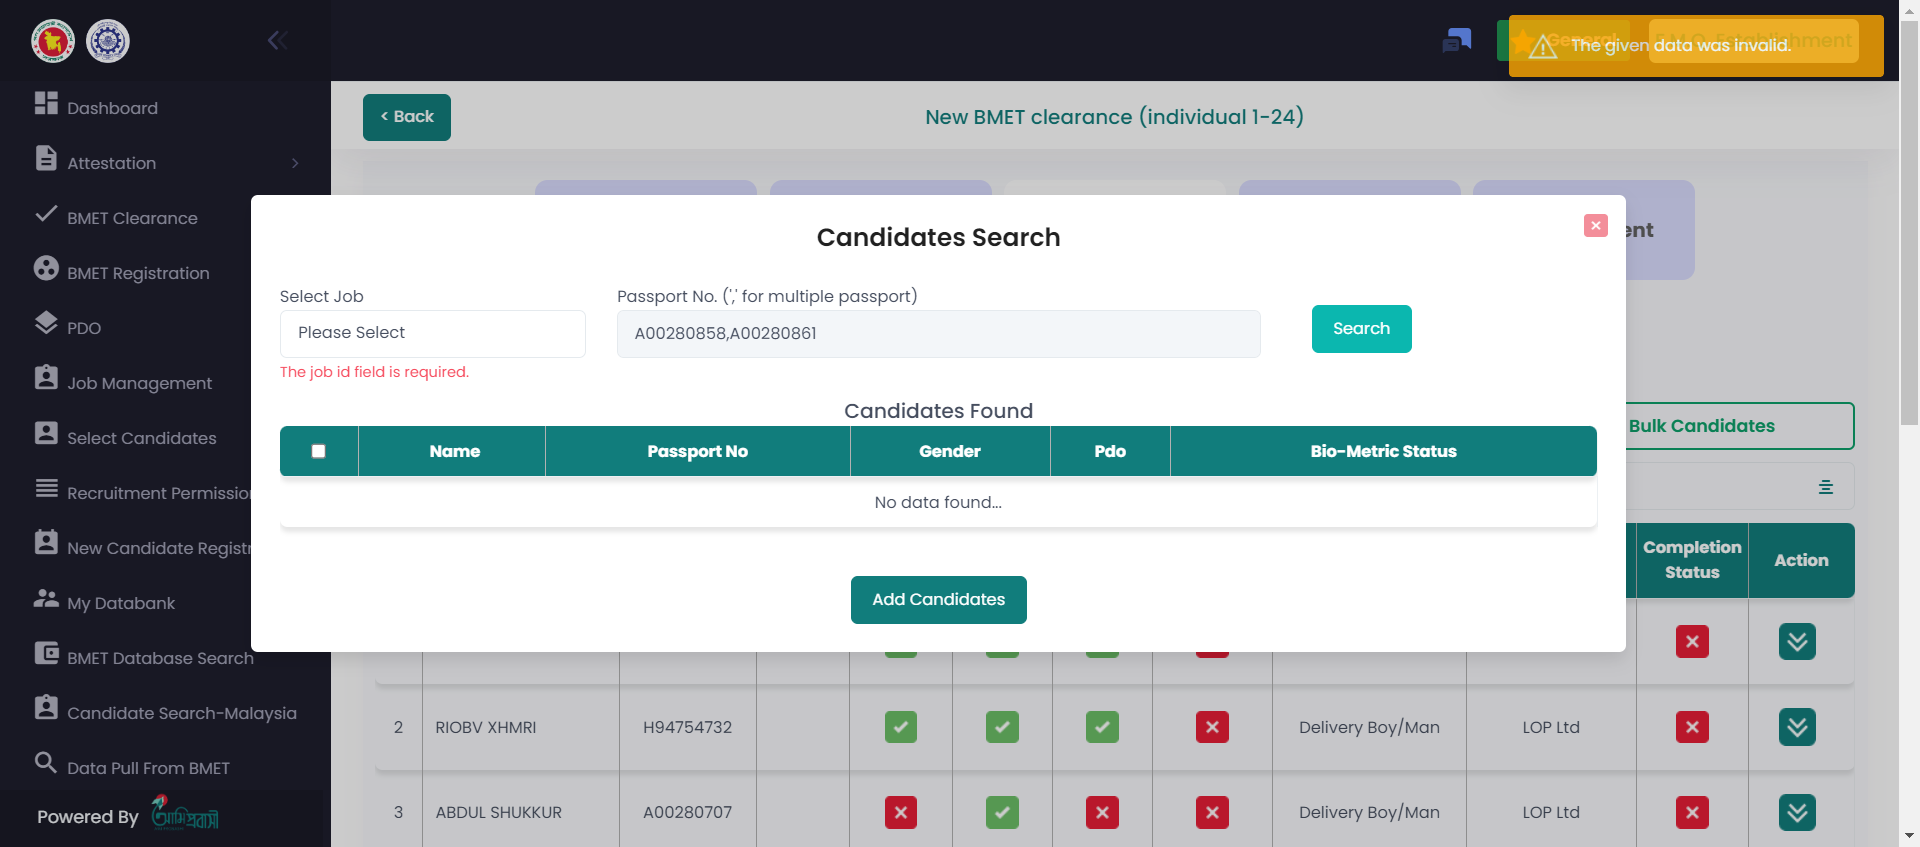 General
E.M.O. Establishment
The given data was invalid.
Dashboard
Attestation
BMET Clearance
BMET Registration
PDO
Job Management
Select Candidates
Recruitment Permission
New Candidate Registr
My Databank
BMET Database Search
Candidate Search-Malaysia
Data Pull From BMET
Powered By
আমি প্রবাসী
< Back
New BMET clearance (individual 1-24)
ent
Candidates Search
Select Job
Please Select
The job id field is required.
Passport No. (',' for multiple passport)
A00280858,A00280861
Search
Candidates Found
Name Passport No Gender Pdo Bio-Metric Status
No data found...
Add Candidates
Bulk Candidates
Completion Status Action
2 RIOBV XHMRI H94754732 Delivery Boy/Man LOP Ltd
3 ABDUL SHUKKUR A00280707 Delivery Boy/Man LOP Ltd